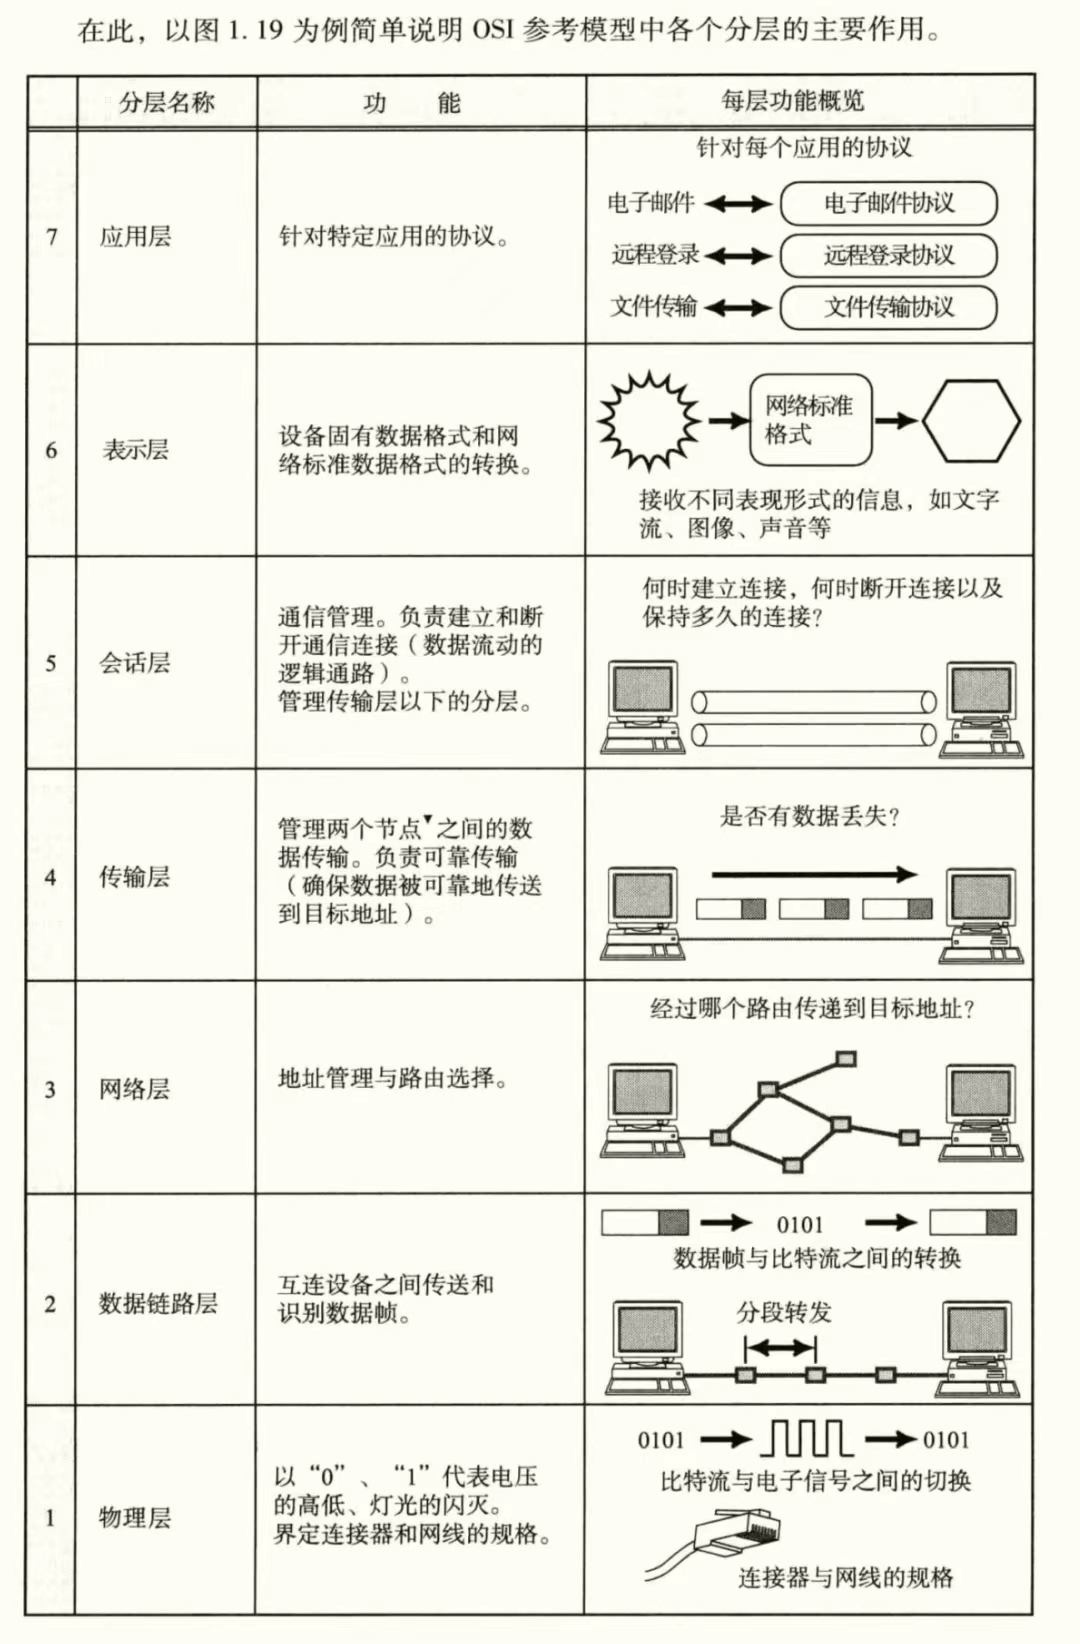 在此，以图 1.19 为例简单说明 OSI 参考模型中各个分层的主要作用。
分层名称
功 能
每层功能概览
7
应用层
针对特定应用的协议。
针对每个应用的协议
电子邮件
电子邮件协议
远程登录
远程登录协议
文件传输
文件传输协议
6
表示层
设备固有数据格式和网
络标准数据格式的转换。
网络标准
格式
接收不同表现形式的信息，如文字
流、图像、声音等
5
会话层
通信管理。负责建立和断
开通信连接（数据流动的
逻辑通路）。
管理传输层以下的分层。
何时建立连接，何时断开连接以及
保持多久的连接？
4
传输层
管理两个节点▼之间的数
据传输。负责可靠传输
（确保数据被可靠地传送
到目标地址）。
是否有数据丢失？
3
网络层
地址管理与路由选择。
经过哪个路由传递到目标地址？
2
数据链路层
互连设备之间传送和
识别数据帧。
0101
数据帧与比特流之间的转换
分段转发
1
物理层
以“0”、“1”代表电压
的高低、灯光的闪灭。
界定连接器和网线的规格。
0101
0101
比特流与电子信号之间的切换
连接器与网线的规格